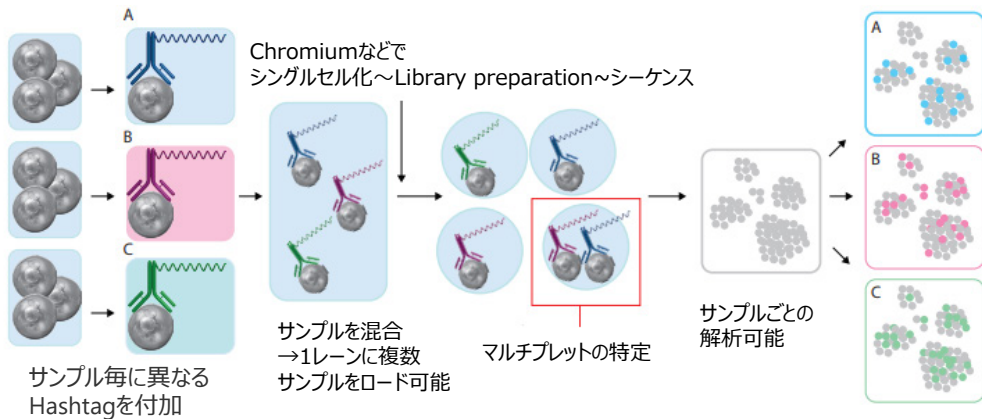 A
B
C
サンプル毎に異なる
Hashtagを付加
Chromiumなどで
シングルセル化～Library preparation~シーケンス
サンプルを混合
→1レーンに複数
サンプルをロード可能
マルチプレットの特定
サンプルごとの
解析可能
A
B
C